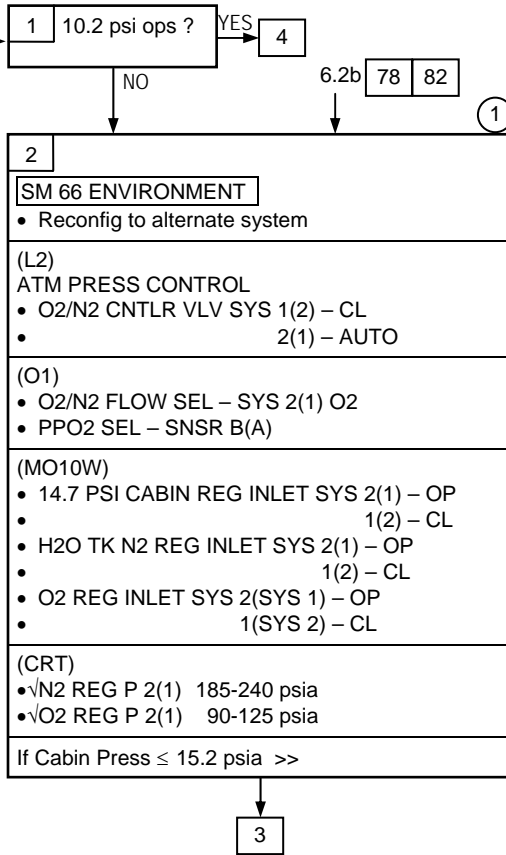 1 10.2 psi ops ? YES 4
NO
6.2b 78 82
1
2
SM 66 ENVIRONMENT
• Reconfig to alternate system
(L2)
ATM PRESS CONTROL
• O2/N2 CNTLR VLV SYS 1(2) – CL
• 2(1) – AUTO
(O1)
• O2/N2 FLOW SEL – SYS 2(1) O2
• PPO2 SEL – SNSR B(A)
(MO10W)
• 14.7 PSI CABIN REG INLET SYS 2(1) – OP
• 1(2) – CL
• H2O TK N2 REG INLET SYS 2(1) – OP
• 1(2) – CL
• O2 REG INLET SYS 2(SYS 1) – OP
• 1(SYS 2) – CL
(CRT)
•√N2 REG P 2(1) 185-240 psia
•√O2 REG P 2(1) 90-125 psia
If Cabin Press ≤ 15.2 psia >>
3